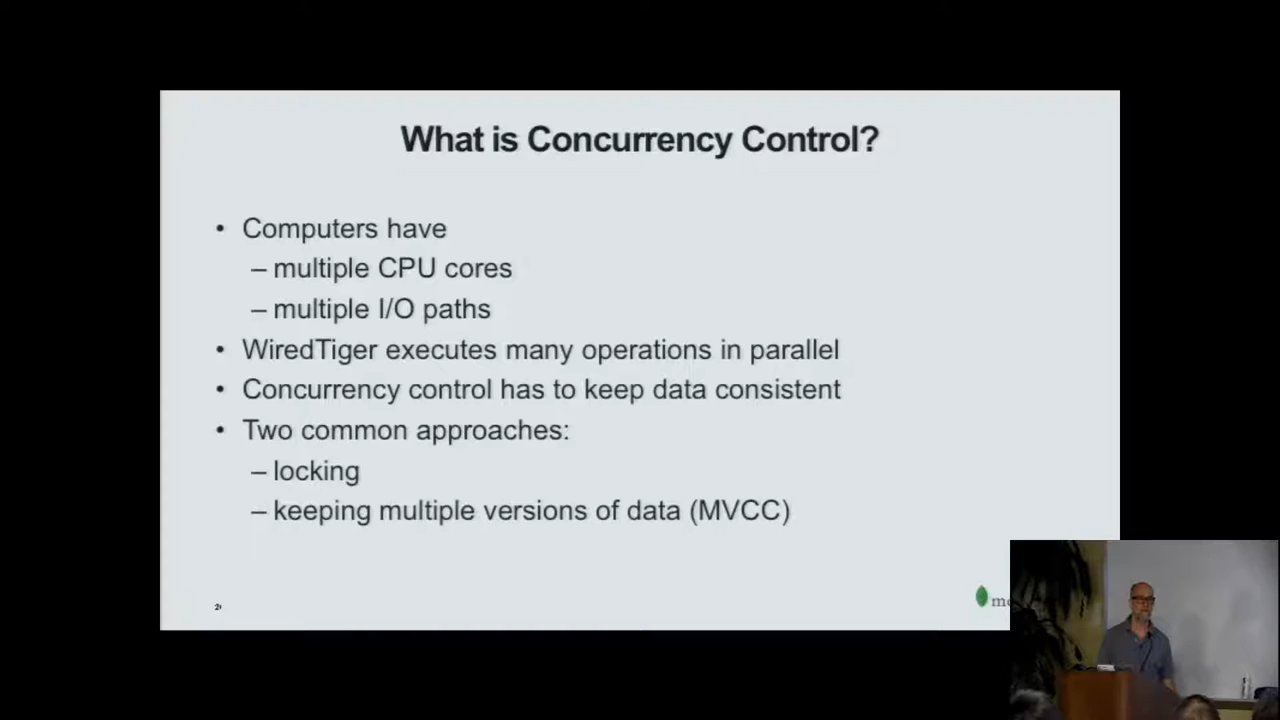 What is Concurrency Control?
• Computers have
– multiple CPU cores
– multiple I/O paths
• WiredTiger executes many operations in parallel
• Concurrency control has to keep data consistent
• Two common approaches:
– locking
– keeping multiple versions of data (MVCC)